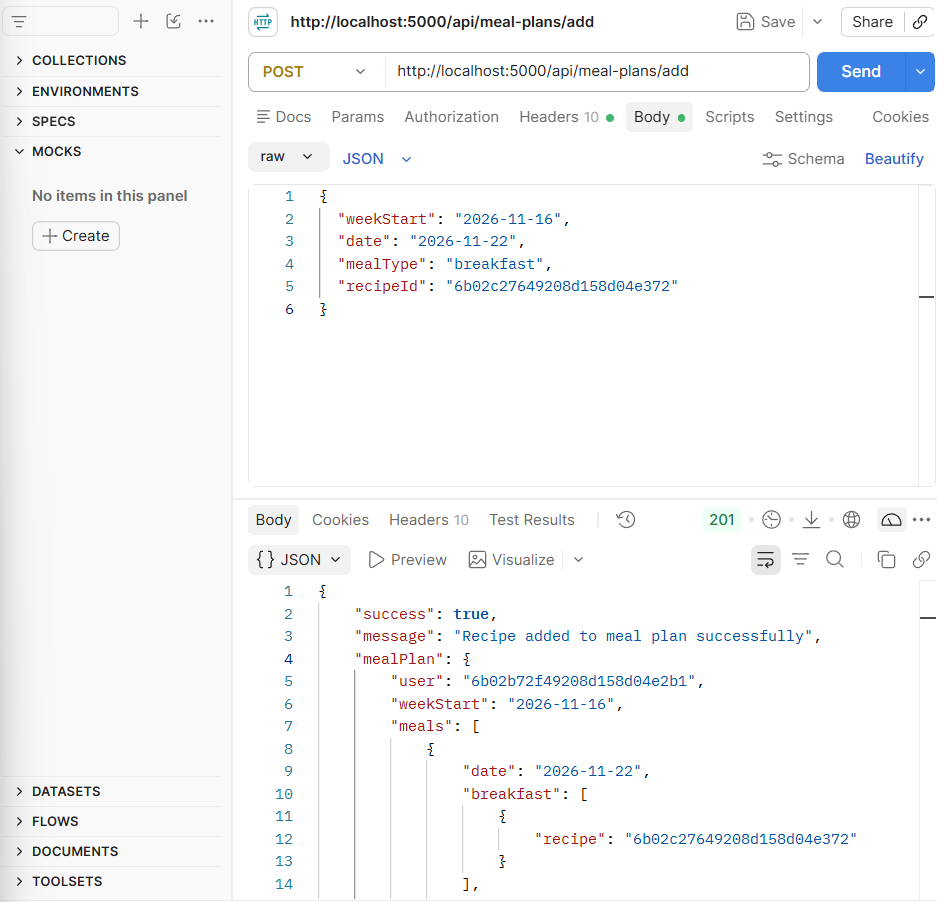 HTTP http://localhost:5000/api/meal-plans/add Save Share
POST http://localhost:5000/api/meal-plans/add Send
Docs Params Authorization Headers 10 Body Scripts Settings Cookies
raw JSON Schema Beautify
COLLECTIONS
ENVIRONMENTS
SPECS
MOCKS
No items in this panel
Create
DATASETS
FLOWS
DOCUMENTS
TOOLSETS
1 {
2 "weekStart": "2026-11-16",
3 "date": "2026-11-22",
4 "mealType": "breakfast",
5 "recipeId": "6b02c27649208d158d04e372"
6 }
Body Cookies Headers 10 Test Results 201
{} JSON Preview Visualize
1 {
2 "success": true,
3 "message": "Recipe added to meal plan successfully",
4 "mealPlan": {
5 "user": "6b02b72f49208d158d04e2b1",
6 "weekStart": "2026-11-16",
7 "meals": [
8 {
9 "date": "2026-11-22",
10 "breakfast": [
11 {
12 "recipe": "6b02c27649208d158d04e372"
13 }
14 ],